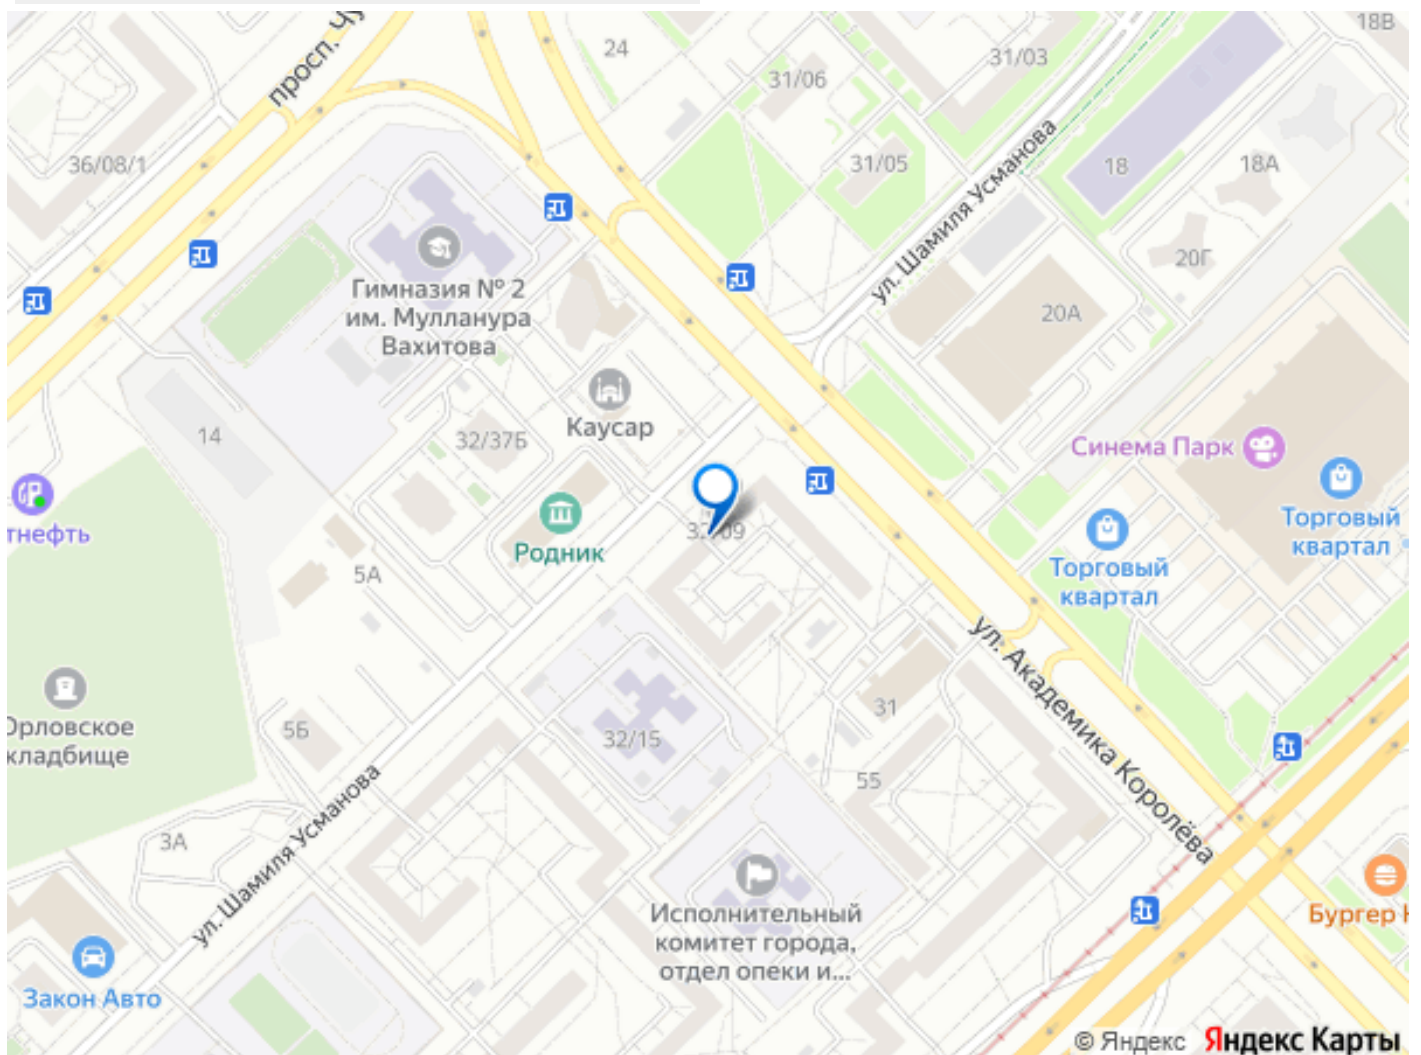 24
31/03
18В
31/06
просп. Чу
36/08/1
31/05
18
18А
ул. Шамиля Усманова
20Г
Гимназия № 2
им. Мулланура
Вахитова
20А
14
32/37Б
Каусар
Синема Парк
Торговый
квартал
тнефть
Родник
Торговый
квартал
5А
ул. Академика Королёва
Орловское
кладбище
5Б
32/15
31
55
3А
ул. Шамиля Усманова
Исполнительный
комитет города,
отдел опеки и...
Бургер К
Закон Авто
© Яндекс Яндекс Карты